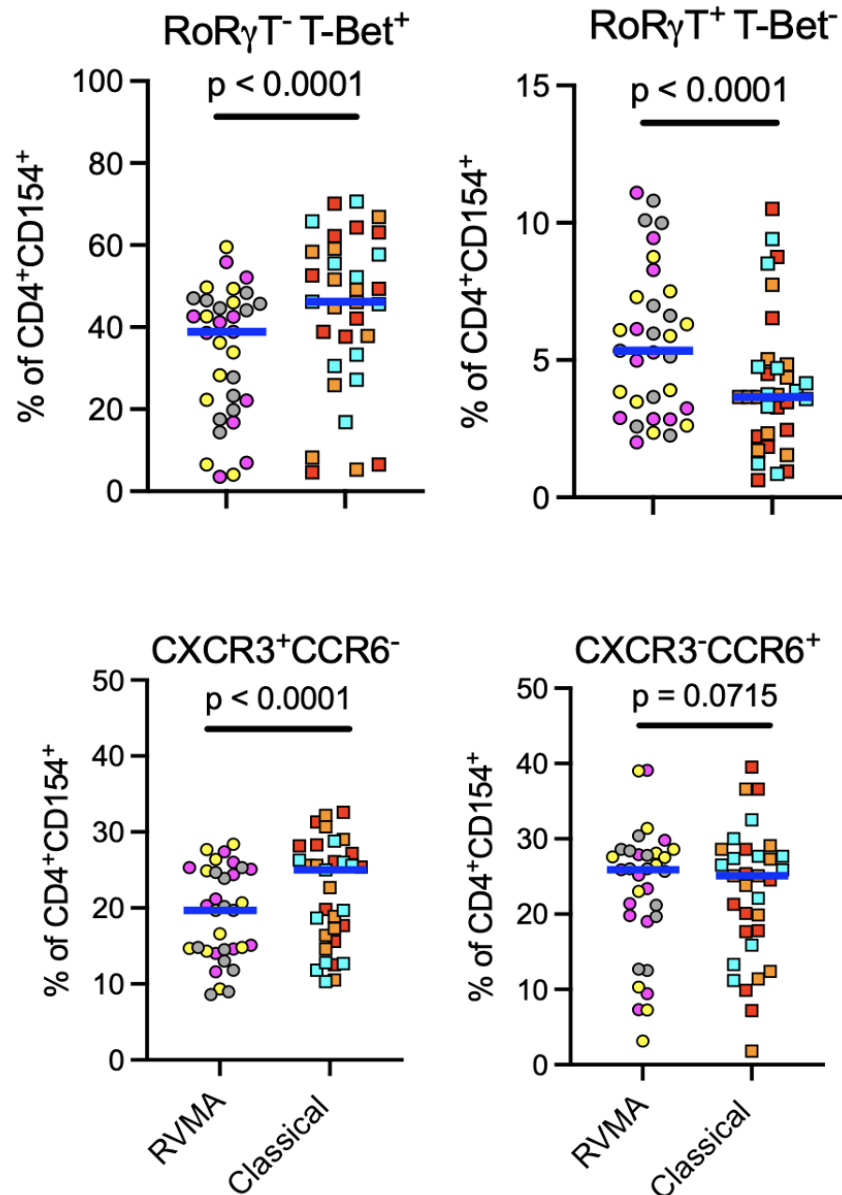 RoRγT⁻ T-Bet⁺
p < 0.0001
% of CD4⁺CD154⁺
100
80
60
40
20
0
RoRγT⁺ T-Bet⁻
p < 0.0001
% of CD4⁺CD154⁺
15
10
5
0
CXCR3⁺CCR6⁻
p < 0.0001
% of CD4⁺CD154⁺
50
40
30
20
10
0
RVMA
Classical
CXCR3⁻CCR6⁺
p = 0.0715
% of CD4⁺CD154⁺
50
40
30
20
10
0
RVMA
Classical